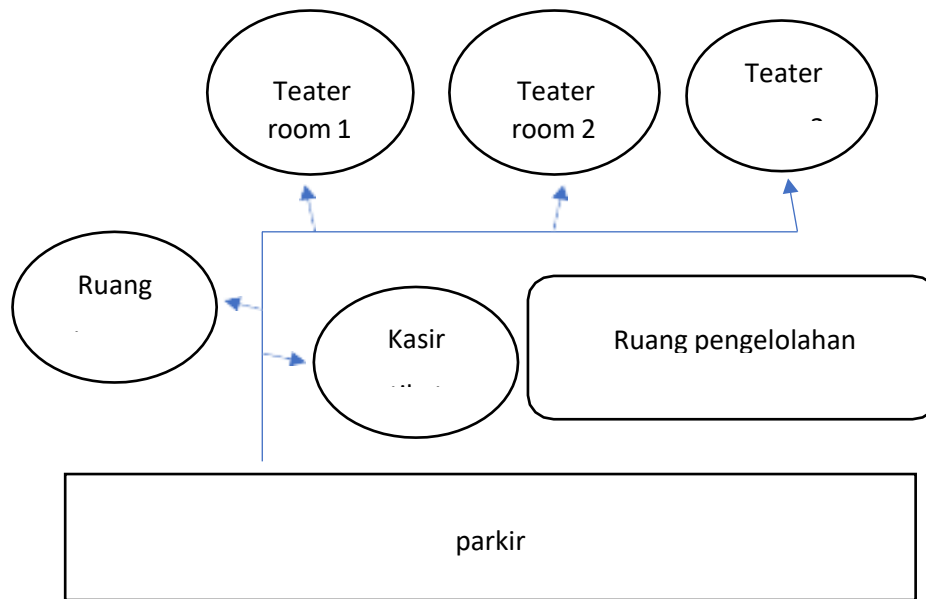 Teater
room 1
Teater
room 2
Teater
Ruang
Kasir
Ruang pengelolahan
parkir